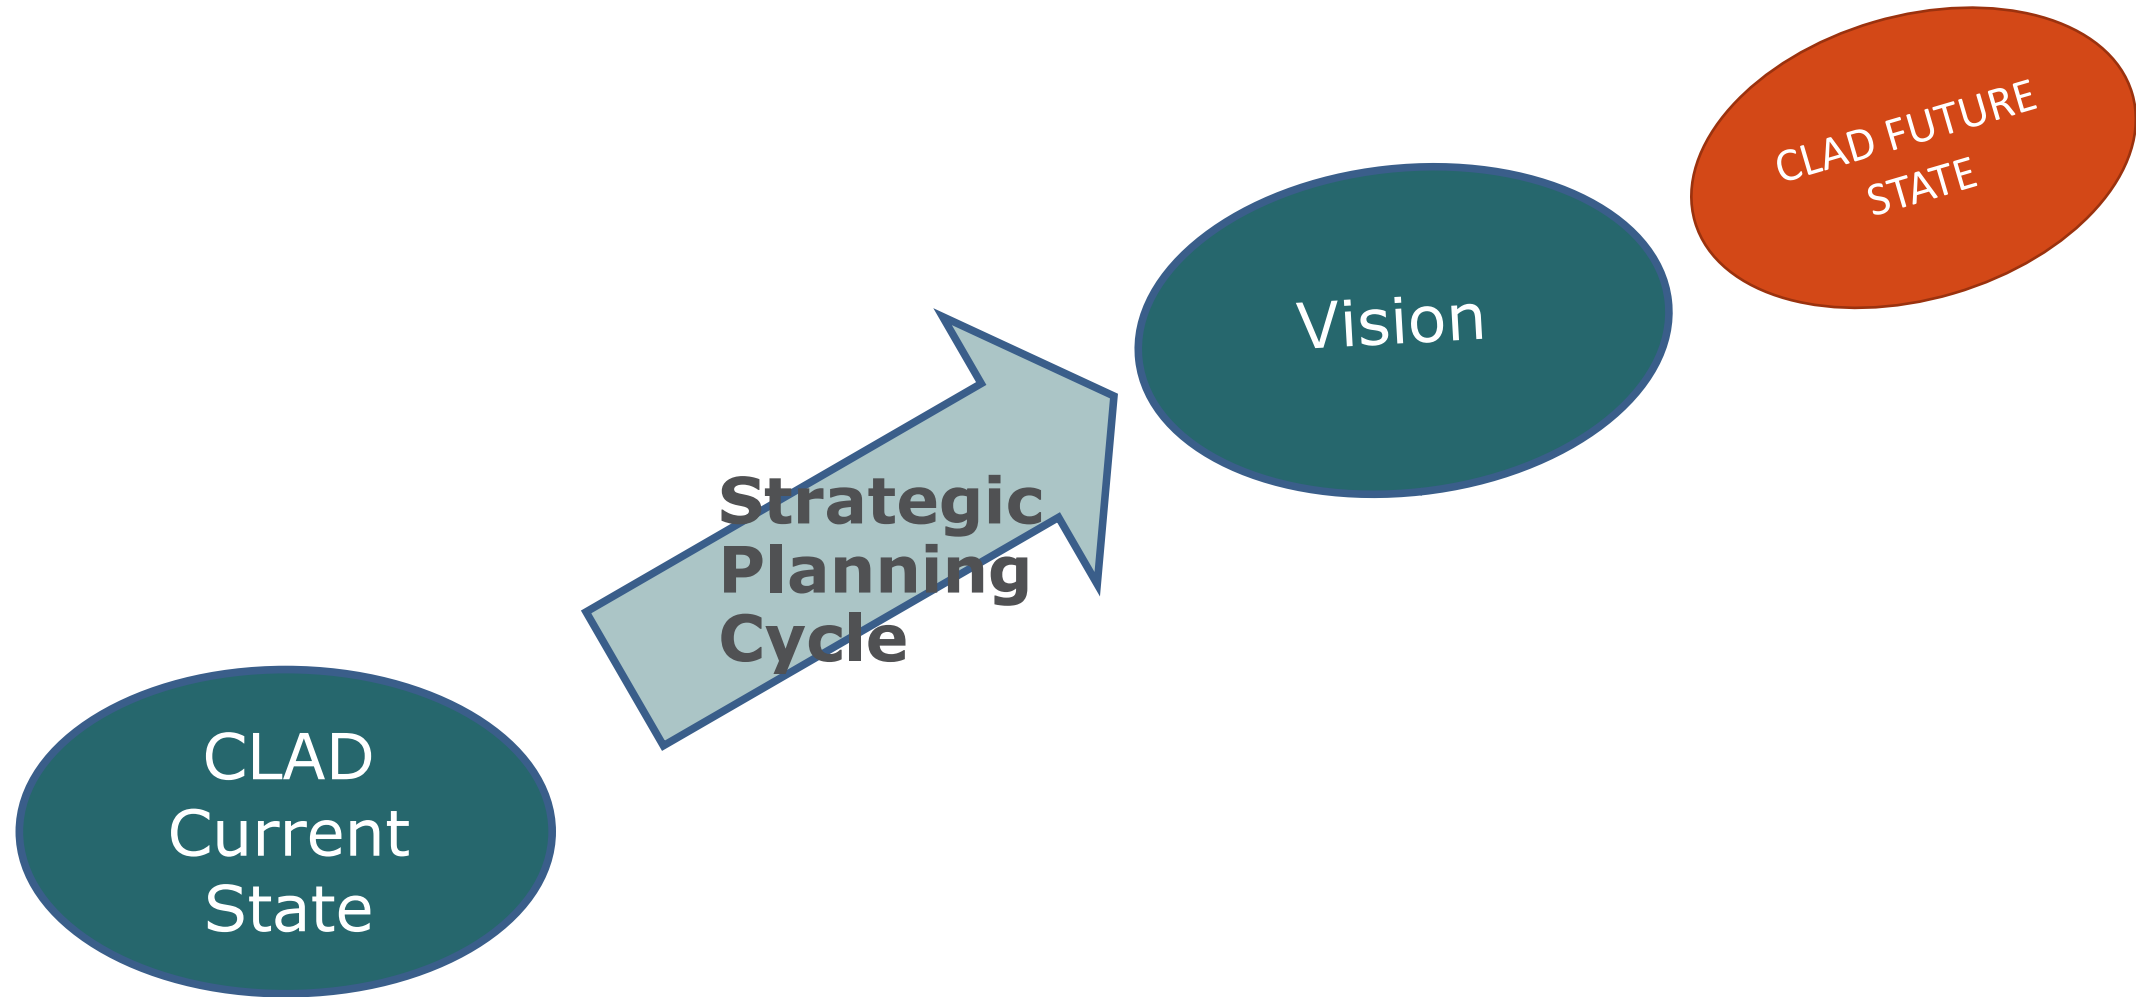 CLAD FUTURE
STATE
Vision
Strategic
Planning
Cycle
CLAD
Current
State